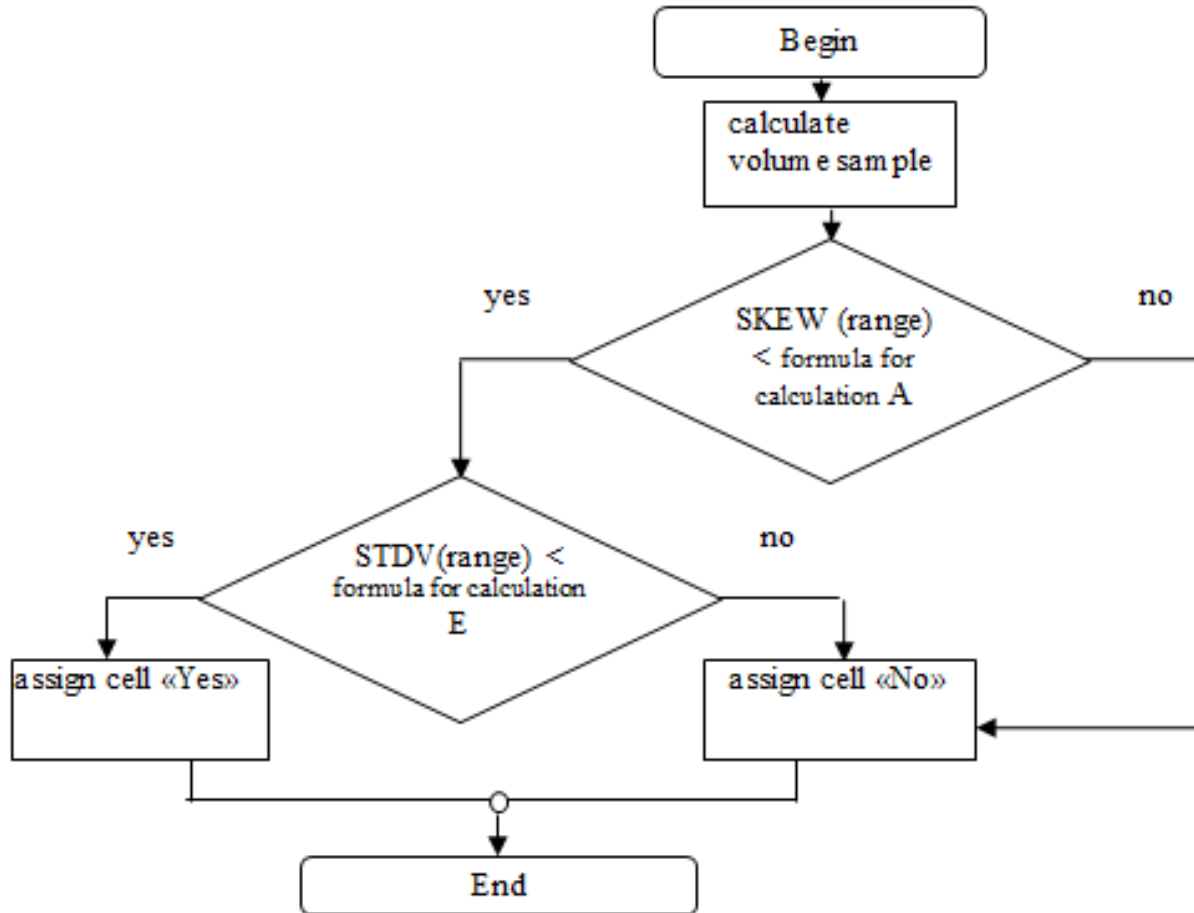 Begin
calculate
volume sample
yes
no
SKEW (range)
< formula for
calculation A
yes
no
STDV(range) <
formula for calculation
E
assign cell «Yes»
assign cell «No»
End